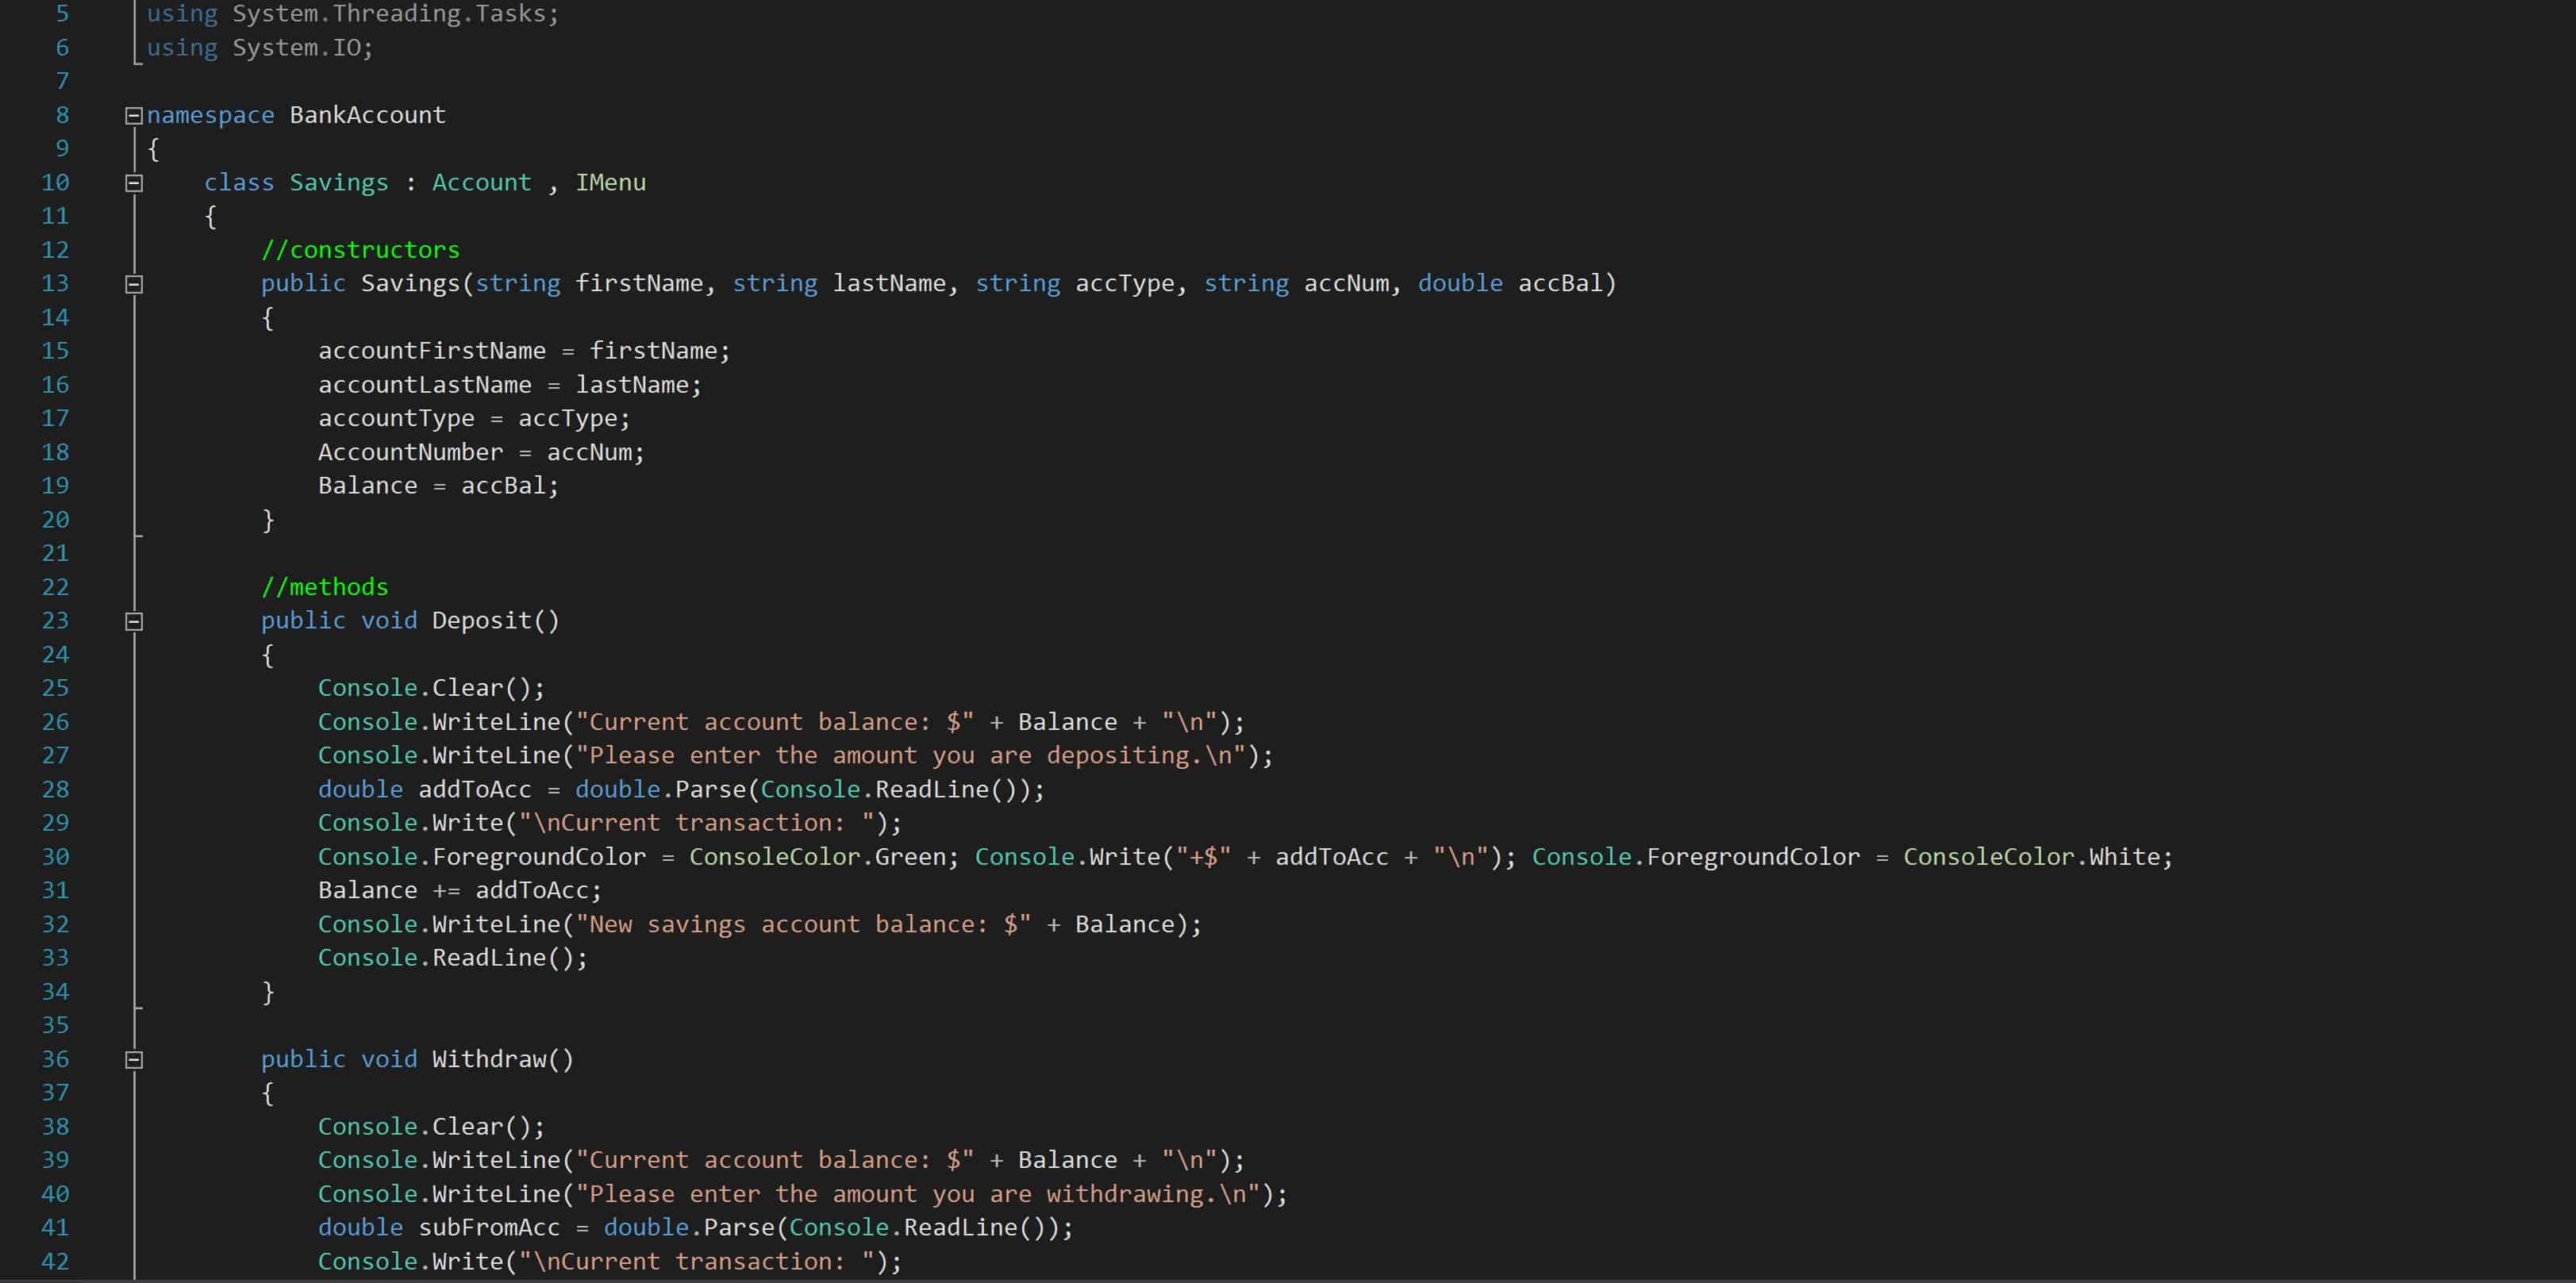 5 using System.Threading.Tasks;
6 using System.IO;
7
8 namespace BankAccount
9 {
10 class Savings : Account , IMenu
11 {
12 //constructors
13 public Savings(string firstName, string lastName, string accType, string accNum, double accBal)
14 {
15 accountFirstName = firstName;
16 accountLastName = lastName;
17 accountType = accType;
18 AccountNumber = accNum;
19 Balance = accBal;
20 }
21
22 //methods
23 public void Deposit()
24 {
25 Console.Clear();
26 Console.WriteLine("Current account balance: $" + Balance + "\n");
27 Console.WriteLine("Please enter the amount you are depositing.\n");
28 double addToAcc = double.Parse(Console.ReadLine());
29 Console.Write("\nCurrent transaction: ");
30 Console.ForegroundColor = ConsoleColor.Green; Console.Write("+$" + addToAcc + "\n"); Console.ForegroundColor = ConsoleColor.White;
31 Balance += addToAcc;
32 Console.WriteLine("New savings account balance: $" + Balance);
33 Console.ReadLine();
34 }
35
36 public void Withdraw()
37 {
38 Console.Clear();
39 Console.WriteLine("Current account balance: $" + Balance + "\n");
40 Console.WriteLine("Please enter the amount you are withdrawing.\n");
41 double subFromAcc = double.Parse(Console.ReadLine());
42 Console.Write("\nCurrent transaction: ");